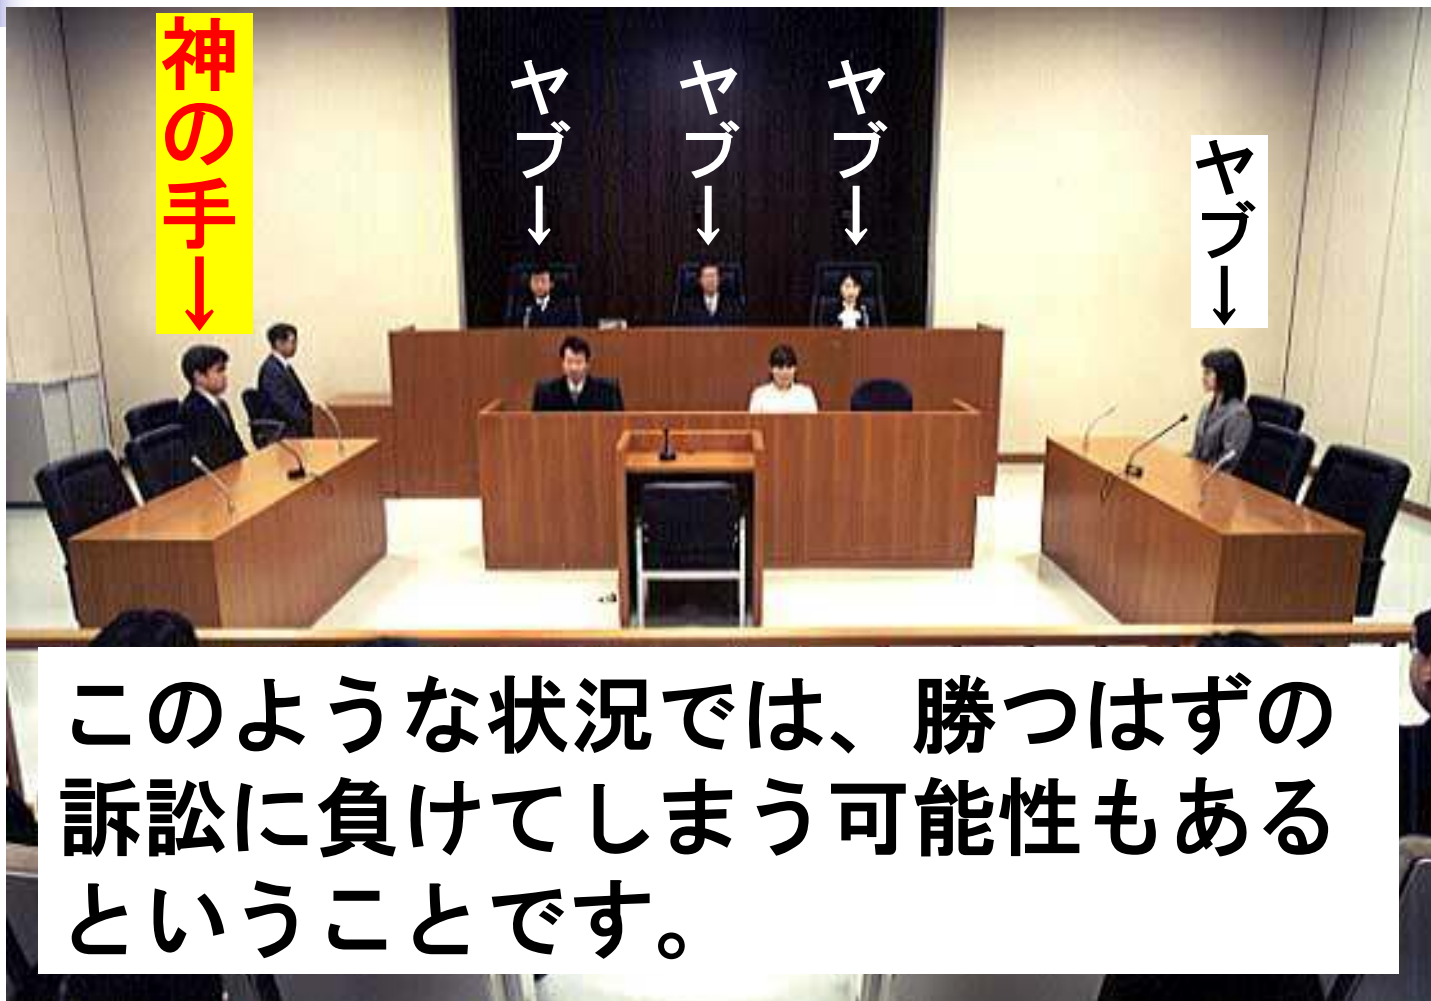 神の手→
ヤブ→
ヤブ→
ヤブ→
ヤブ→
このような状況では、勝つはずの
訴訟に負けてしまう可能性もある
ということです。